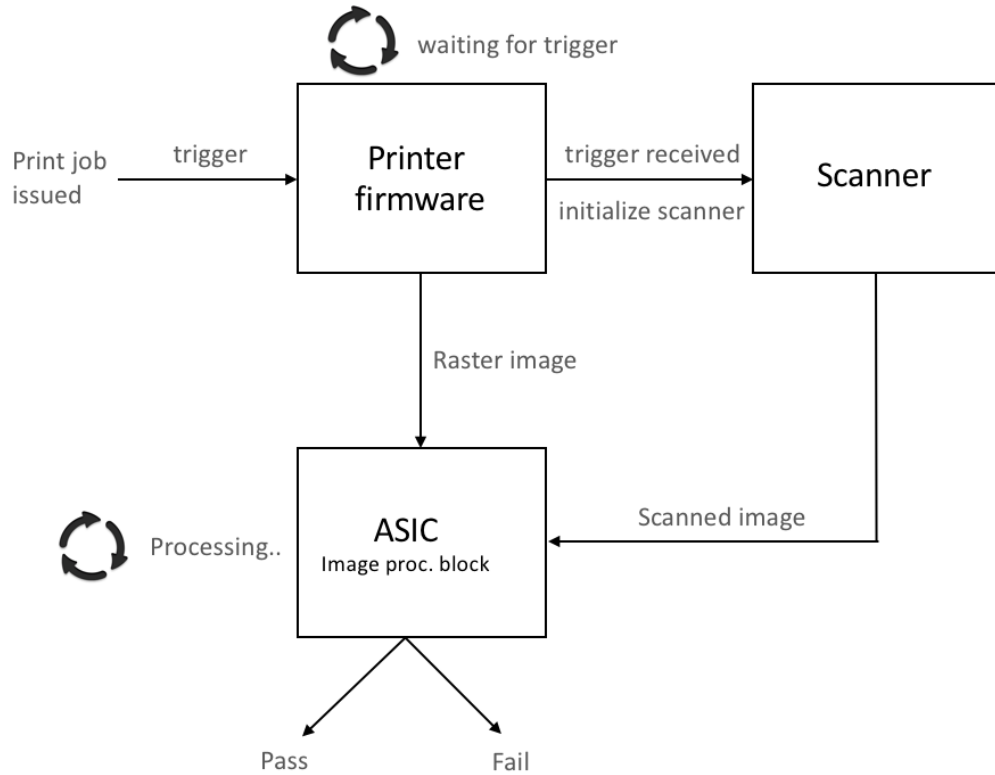 waiting for trigger
Print job
issued
trigger
Printer
firmware
trigger received
initialize scanner
Scanner
Raster image
Processing..
ASIC
Image proc. block
Scanned image
Pass
Fail